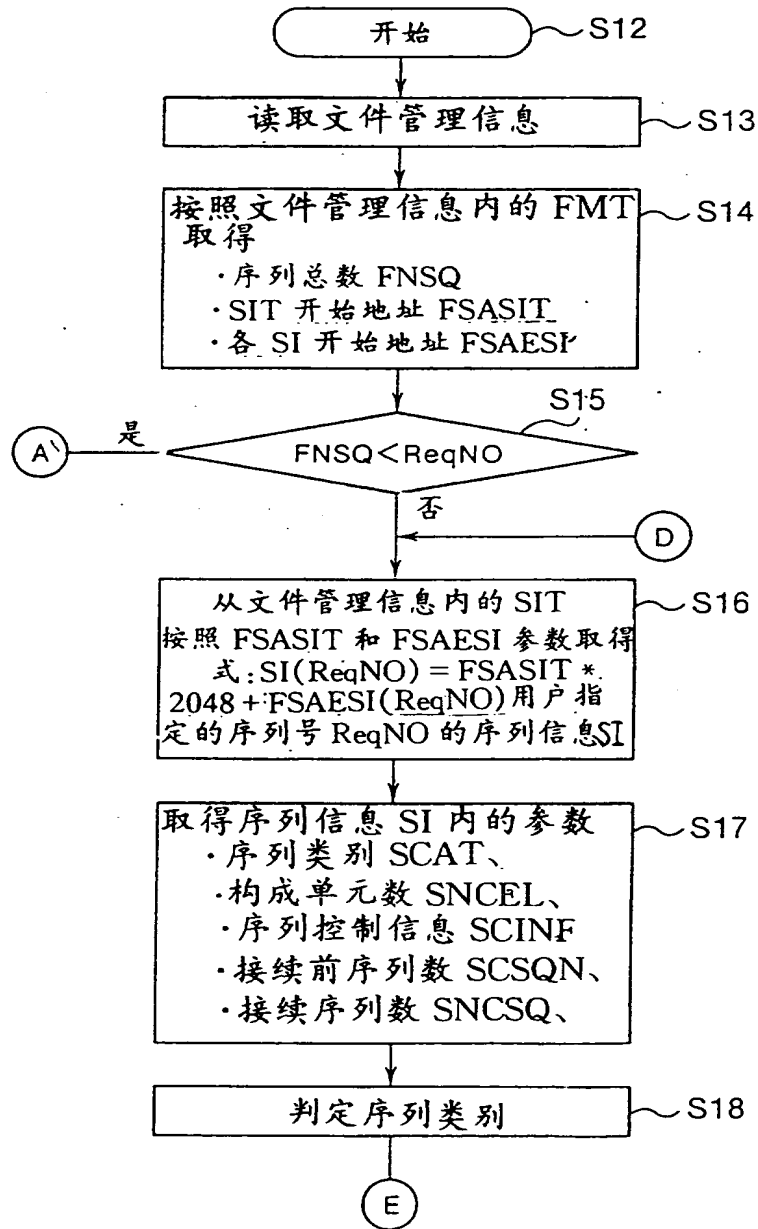 开始
S12
读取文件管理信息
S13
按照文件管理信息内的 FMT
取得
·序列总数 FNSQ
·SIT 开始地址 FSASIT
·各 SI 开始地址 FSAESI
S14
S15
FNSQ<ReqNO
是
A
否
D
从文件管理信息内的 SIT
按照 FSASIT 和 FSAESI 参数取得
式:SI(ReqNO) = FSASIT *
2048 + FSAESI(ReqNO)用户指
定的序列号 ReqNO 的序列信息SI
S16
取得序列信息 SI 内的参数
·序列类别 SCAT、
·构成单元数 SNCEL、
·序列控制信息 SCINF
·接续前序列数 SCSQN、
·接续序列数 SNCSQ、
S17
判定序列类别
S18
E